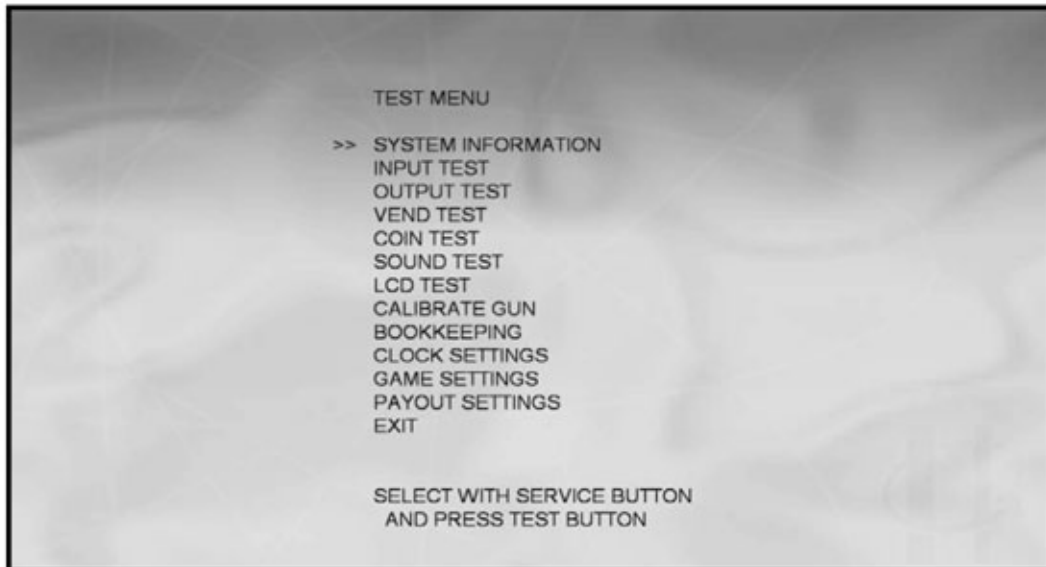 TEST MENU
>> SYSTEM INFORMATION
INPUT TEST
OUTPUT TEST
VEND TEST
COIN TEST
SOUND TEST
LCD TEST
CALIBRATE GUN
BOOKKEEPING
CLOCK SETTINGS
GAME SETTINGS
PAYOUT SETTINGS
EXIT
SELECT WITH SERVICE BUTTON
AND PRESS TEST BUTTON